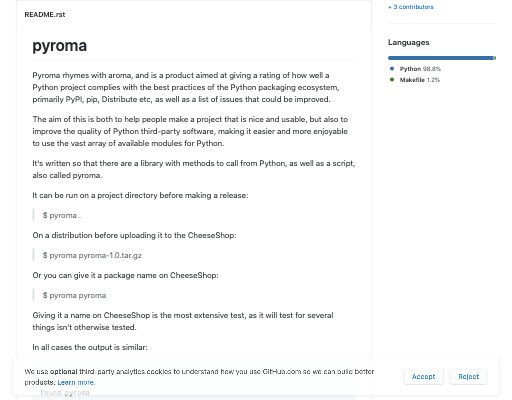 README.rst
pyroma
Pyroma rhymes with aroma, and is a product aimed at giving a rating of how well a
Python project complies with the best practices of the Python packaging ecosystem,
primarily PyPI, pip, Distribute etc, as well as a list of issues that could be improved.
The aim of this is both to help people make a project that is nice and usable, but also to
improve the quality of Python third-party software, making it easier and more enjoyable
to use the vast array of available modules for Python.
It's written so that there are a library with methods to call from Python, as well as a script,
also called pyroma.
It can be run on a project directory before making a release:
$ pyroma .
On a distribution before uploading it to the CheeseShop:
$ pyroma pyroma-1.0.tar.gz
Or you can give it a package name on CheeseShop:
$ pyroma pyroma
Giving it a name on CheeseShop is the most extensive test, as it will test for several
things isn't otherwise tested.
In all cases the output is similar:
+ 3 contributors
Languages
Python 98.8%
Makefile 1.2%
We use optional third-party analytics cookies to understand how you use GitHub.com so we can build better
products. Learn more.
Accept
Reject
Found pyroma